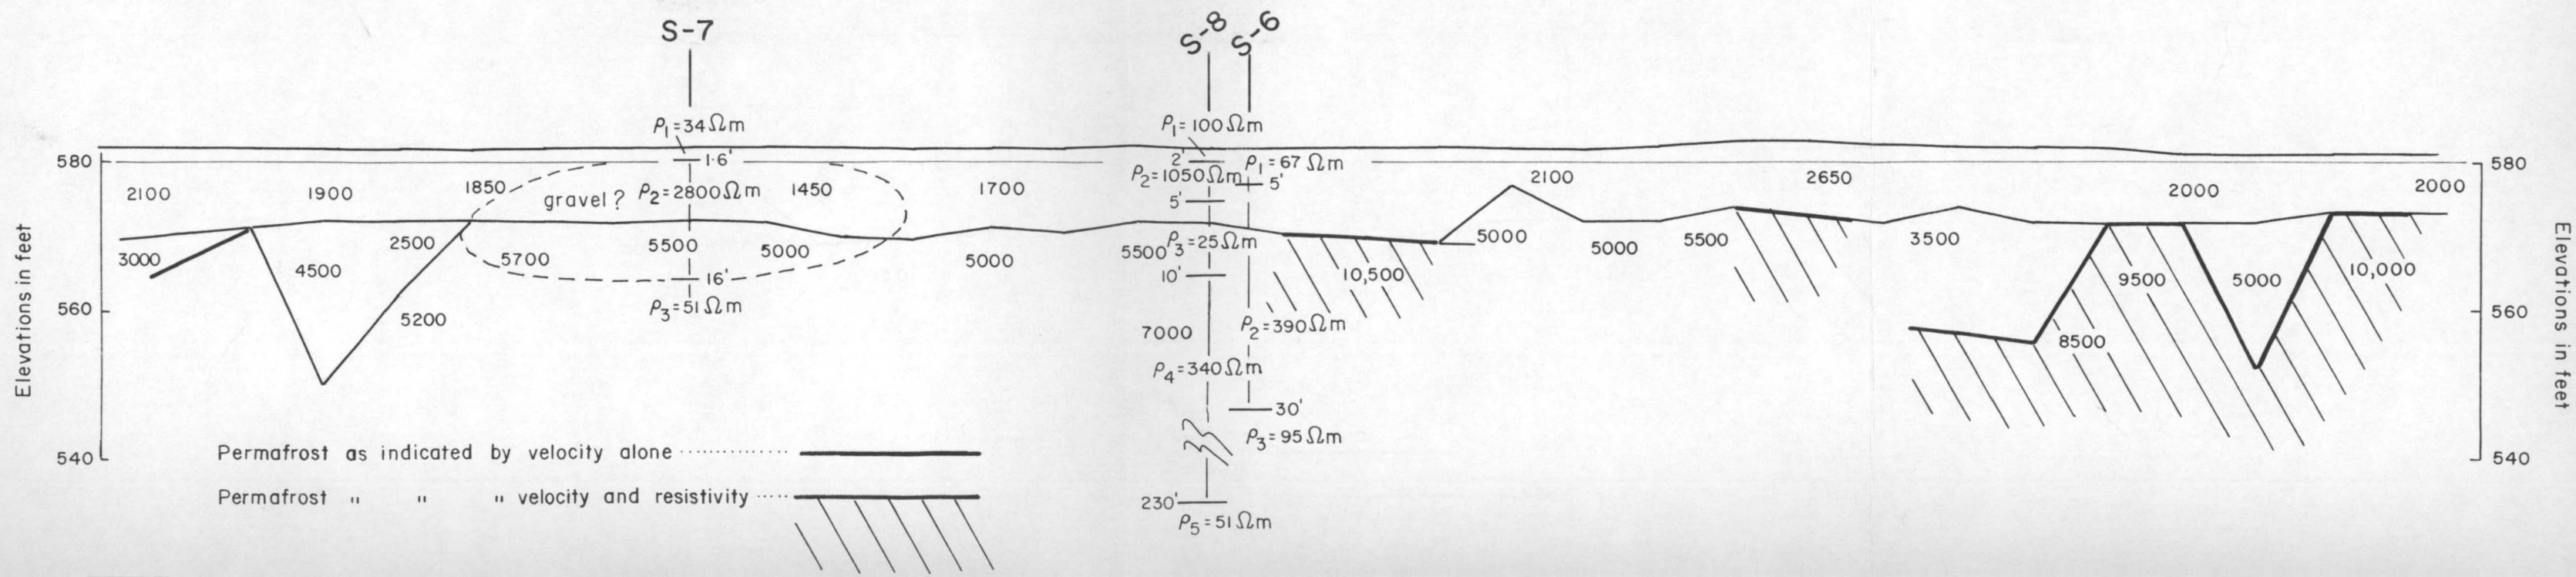 S-7
S-8
S-6
ρ₁=34Ωm
ρ₁=100Ωm
580
1·6'
2'
ρ₁=67Ωm
580
2100
1900
1850
gravel?
ρ₂=2800Ωm
1450
1700
ρ₂=1050Ωm
5'
5'
2100
2650
2000
2000
3000
4500
2500
5700
5500
5000
5000
5500
ρ₃=25Ωm
5000
5000
5500
3500
9500
5000
10,000
16'
10'
10,500
Elevations in feet
560
5200
ρ₃=51Ωm
7000
ρ₂=390Ωm
8500
560
Elevations in feet
ρ₄=340Ωm
30'
ρ₃=95Ωm
540
540
Permafrost as indicated by velocity alone ··········
Permafrost " " " velocity and resistivity ·····
230'
ρ₅=51Ωm